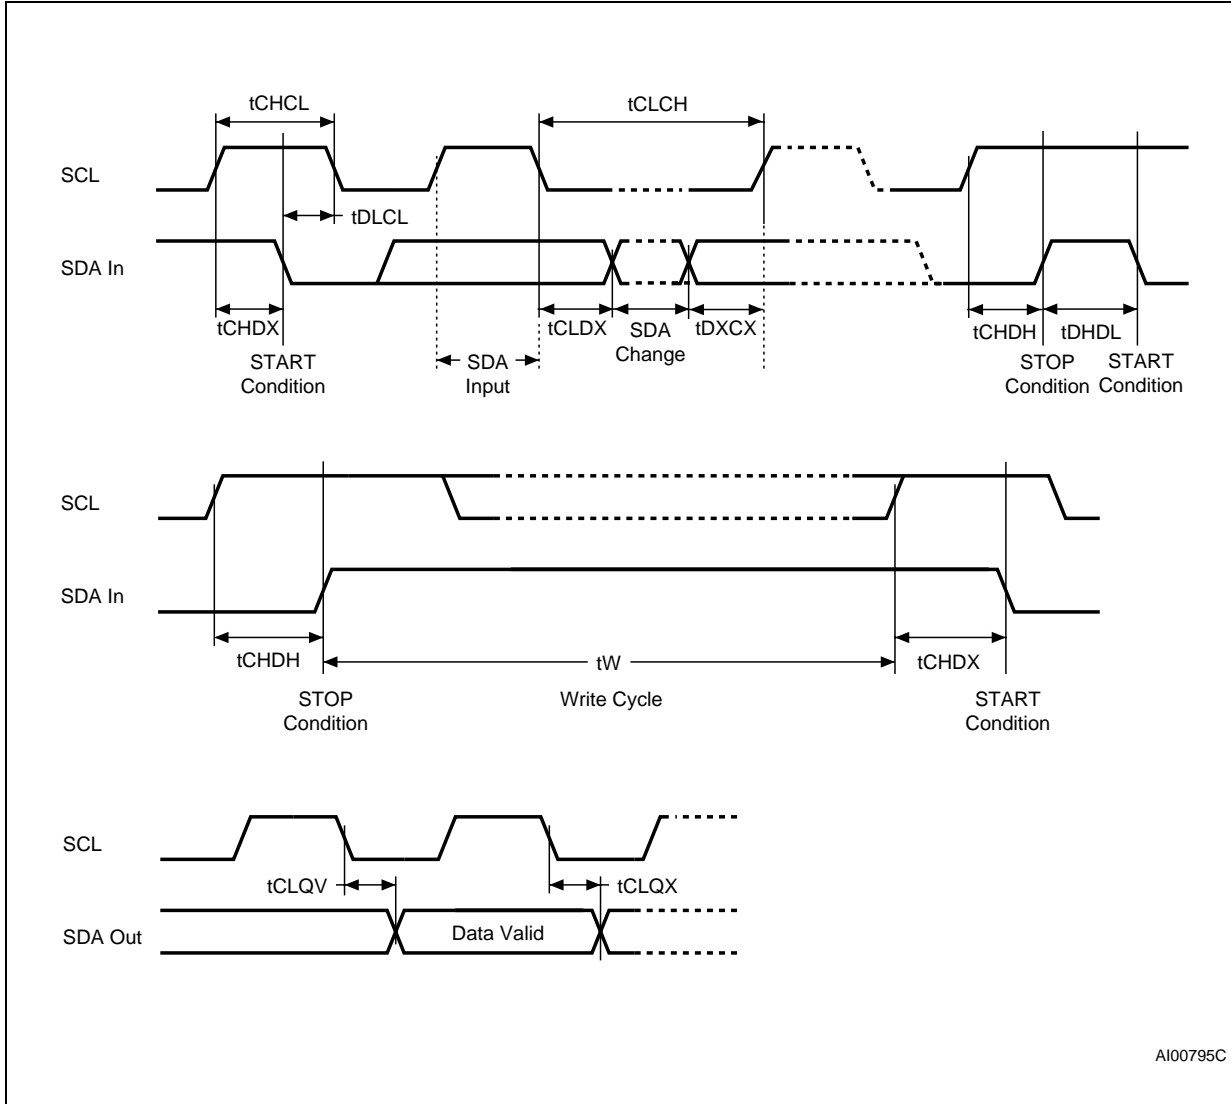 tCHCL
tCLCH
SCL
tDLCL
SDA In
tCHDX
tCLDX
SDA
Change
tDXCX
tCHDH
tDHDL
START
Condition
SDA
Input
STOP
Condition
START
Condition
SCL
SDA In
tCHDH
tW
tCHDX
STOP
Condition
Write Cycle
START
Condition
SCL
tCLQV
tCLQX
SDA Out
Data Valid
AI00795C